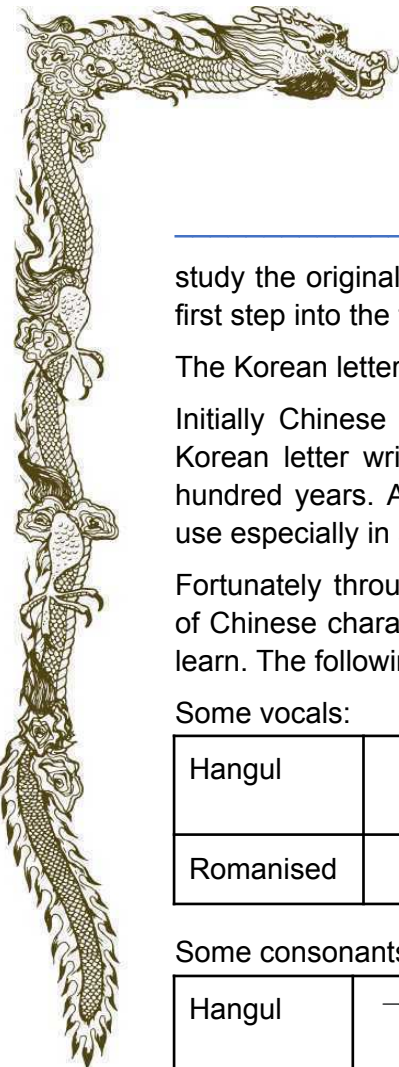 study the original
first step into the
The Korean letter
Initially Chinese
Korean letter wri
hundred years. A
use especially in
Fortunately throu
of Chinese chara
learn. The followin
Some vocals:
Hangul
Romanised
Some consonants
Hangul